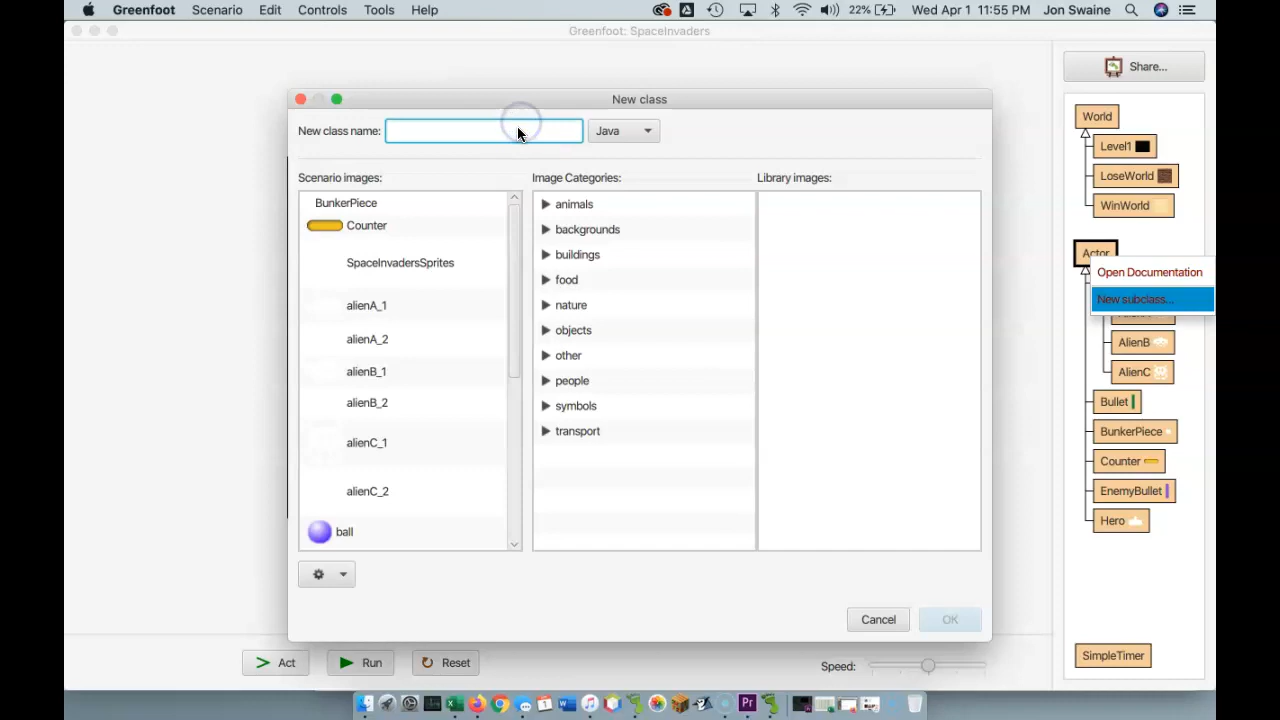 Greenfoot Scenario Edit Controls Tools Help 22% Wed Apr 1 11:55 PM Jon Swaine
Greenfoot: SpaceInvaders
Share...
New class
New class name: Java
World
Level1
LoseWorld
WinWorld
Actor
Open Documentation
New subclass...
AlienB
AlienC
Bullet
BunkerPiece
Counter
EnemyBullet
Hero
SimpleTimer
Scenario images: Image Categories: Library images:
BunkerPiece
Counter
SpaceInvadersSprites
alienA_1
alienA_2
alienB_1
alienB_2
alienC_1
alienC_2
ball
animals
backgrounds
buildings
food
nature
objects
other
people
symbols
transport
Cancel OK
Act Run Reset Speed: